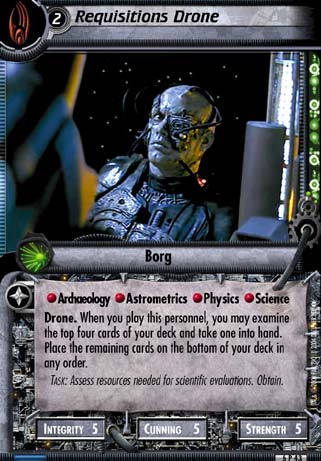 2 Requisitions Drone
Borg
Archaeology Astrometrics Physics Science
Drone. When you play this personnel, you may examine
the top four cards of your deck and take one into hand.
Place the remaining cards on the bottom of your deck in
any order.
Task: Assess resources needed for scientific evaluations. Obtain.
Integrity 5 Cunning 5 Strength 5